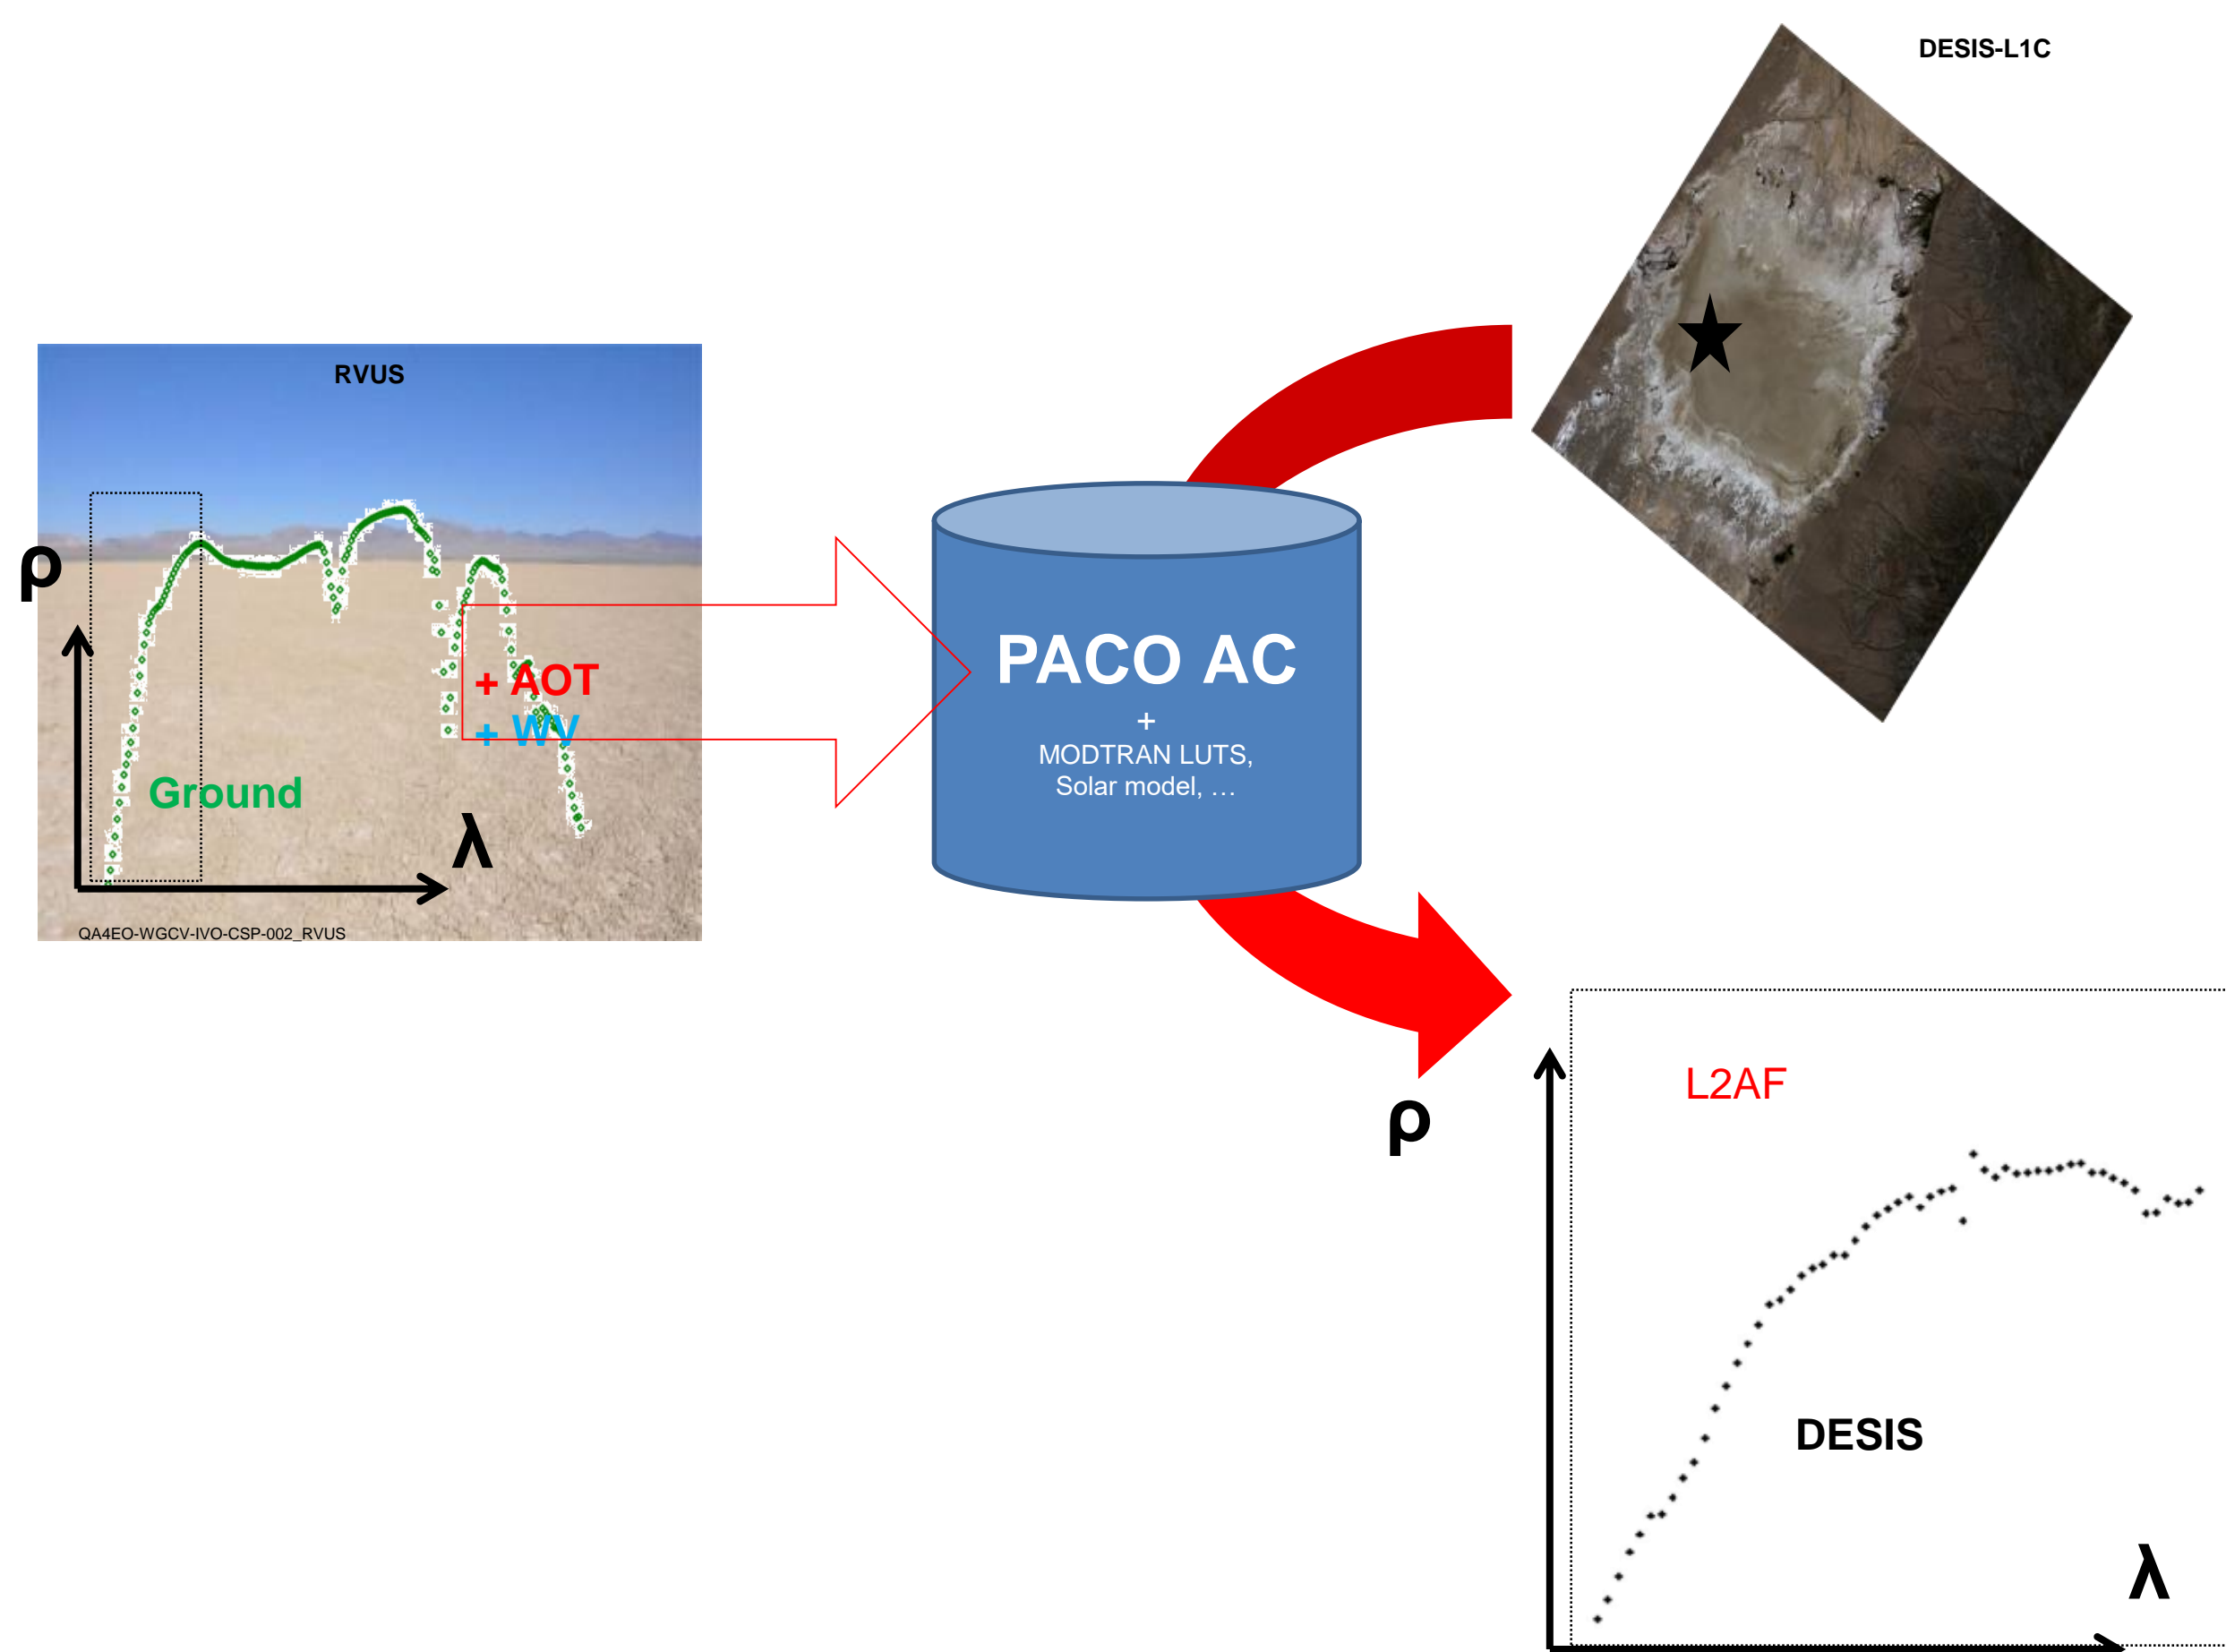 DESIS-L1C
RVUS
ρ
+ AOT
+ WV
Ground
λ
QA4EO-WGCV-IVO-CSP-002_RVUS
PACO AC
+
MODTRAN LUTS,
Solar model, …
L2AF
ρ
DESIS
λ